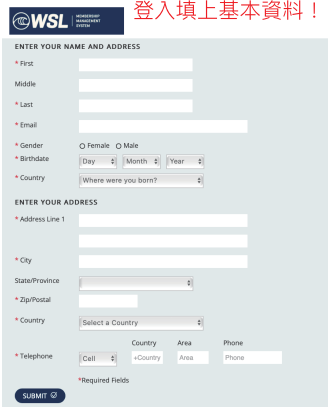 WSL MEMBERSHIP MANAGEMENT SYSTEM
登入填上基本資料！
ENTER YOUR NAME AND ADDRESS
* First
Middle
* Last
* Email
* Gender Female Male
* Birthdate Day Month Year
* Country Where were you born?
ENTER YOUR ADDRESS
* Address Line 1
* City
State/Province
* Zip/Postal
* Country Select a Country
Country Area Phone
* Telephone Cell +Country Area Phone
*Required Fields
SUBMIT